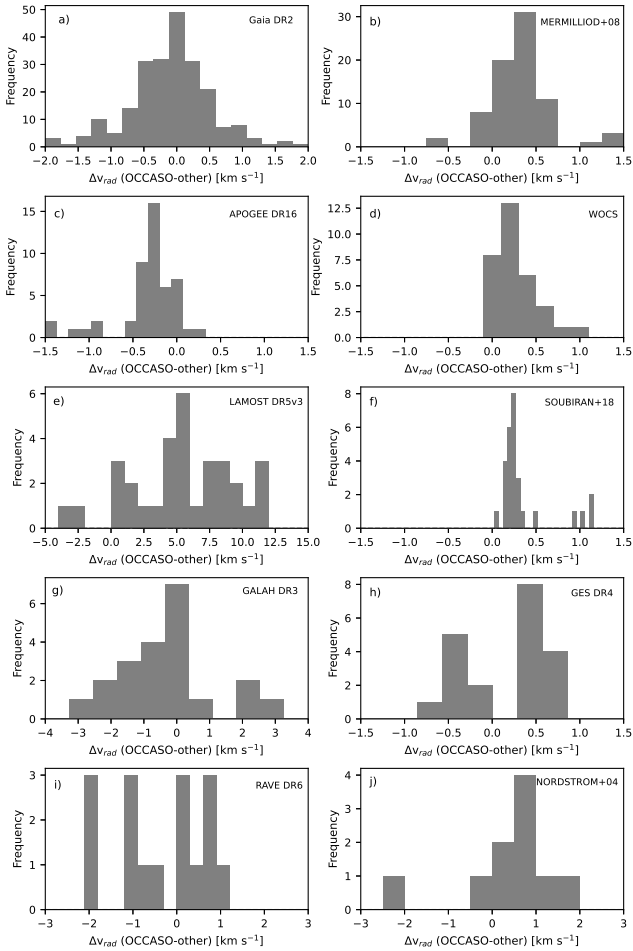 a) Gaia DR2
Frequency
50
40
30
20
10
0
−2.0 −1.5 −1.0 −0.5 0.0 0.5 1.0 1.5 2.0
Δv_rad (OCCASO-other) [km s⁻¹]
b) MERMILLIOD+08
Frequency
30
20
10
0
−1.5 −1.0 −0.5 0.0 0.5 1.0 1.5
Δv_rad (OCCASO-other) [km s⁻¹]
c) APOGEE DR16
Frequency
15
10
5
0
−1.5 −1.0 −0.5 0.0 0.5 1.0 1.5
Δv_rad (OCCASO-other) [km s⁻¹]
d) WOCS
Frequency
12.5
10.0
7.5
5.0
2.5
0.0
−1.5 −1.0 −0.5 0.0 0.5 1.0 1.5
Δv_rad (OCCASO-other) [km s⁻¹]
e) LAMOST DR5v3
Frequency
6
4
2
0
−5.0 −2.5 0.0 2.5 5.0 7.5 10.0 12.5 15.0
Δv_rad (OCCASO-other) [km s⁻¹]
f) SOUBIRAN+18
Frequency
8
6
4
2
0
−1.5 −1.0 −0.5 0.0 0.5 1.0 1.5
Δv_rad (OCCASO-other) [km s⁻¹]
g) GALAH DR3
Frequency
6
4
2
0
−4 −3 −2 −1 0 1 2 3 4
Δv_rad (OCCASO-other) [km s⁻¹]
h) GES DR4
Frequency
8
6
4
2
0
−1.5 −1.0 −0.5 0.0 0.5 1.0 1.5
Δv_rad (OCCASO-other) [km s⁻¹]
i) RAVE DR6
Frequency
3
2
1
0
−3 −2 −1 0 1 2 3
Δv_rad (OCCASO-other) [km s⁻¹]
j) NORDSTROM+04
Frequency
4
3
2
1
0
−3 −2 −1 0 1 2 3
Δv_rad (OCCASO-other) [km s⁻¹]